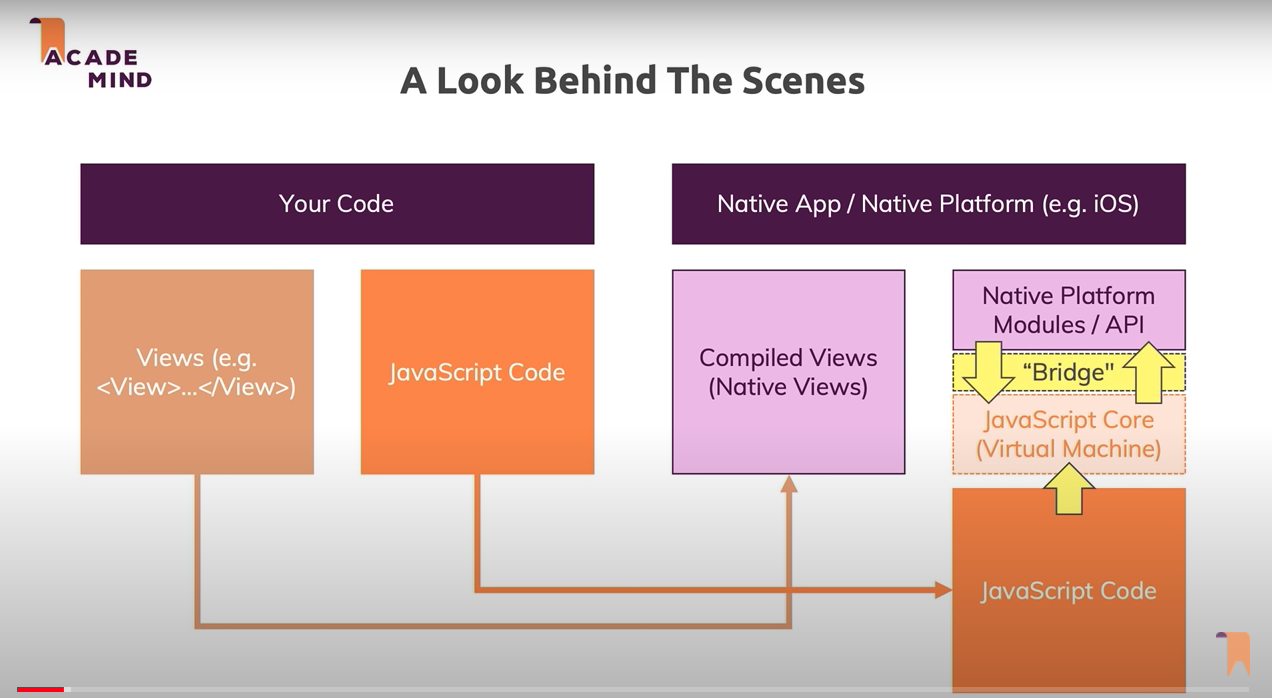 ACADE
MIND
A Look Behind The Scenes
Your Code
Native App / Native Platform (e.g. iOS)
Views (e.g.
<View>...</View>)
JavaScript Code
Compiled Views
(Native Views)
Native Platform
Modules / API
“Bridge"
JavaScript Core
(Virtual Machine)
JavaScript Code